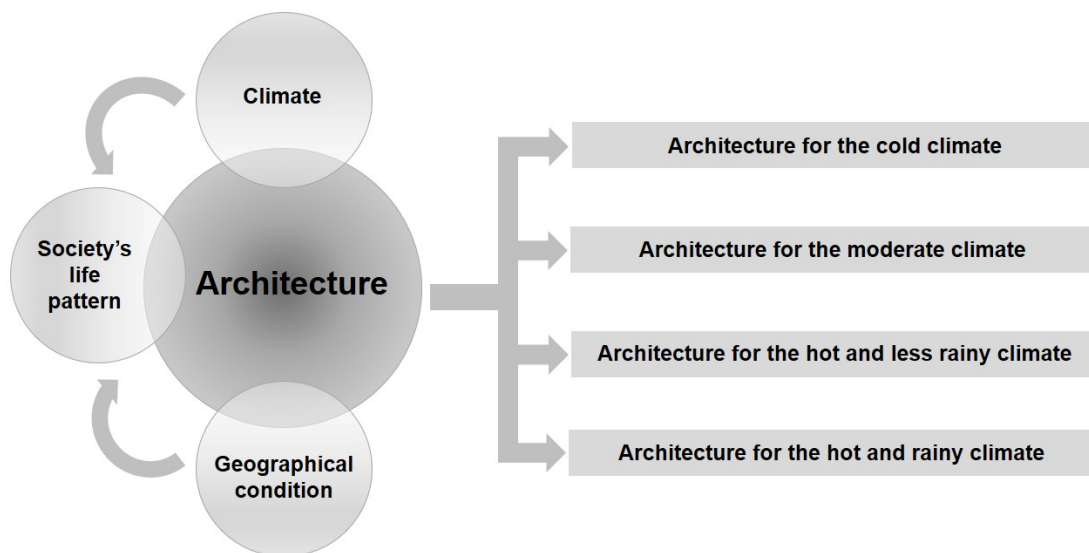 Climate
Society’s
life
pattern
Architecture
Geographical
condition
Architecture for the cold climate
Architecture for the moderate climate
Architecture for the hot and less rainy climate
Architecture for the hot and rainy climate